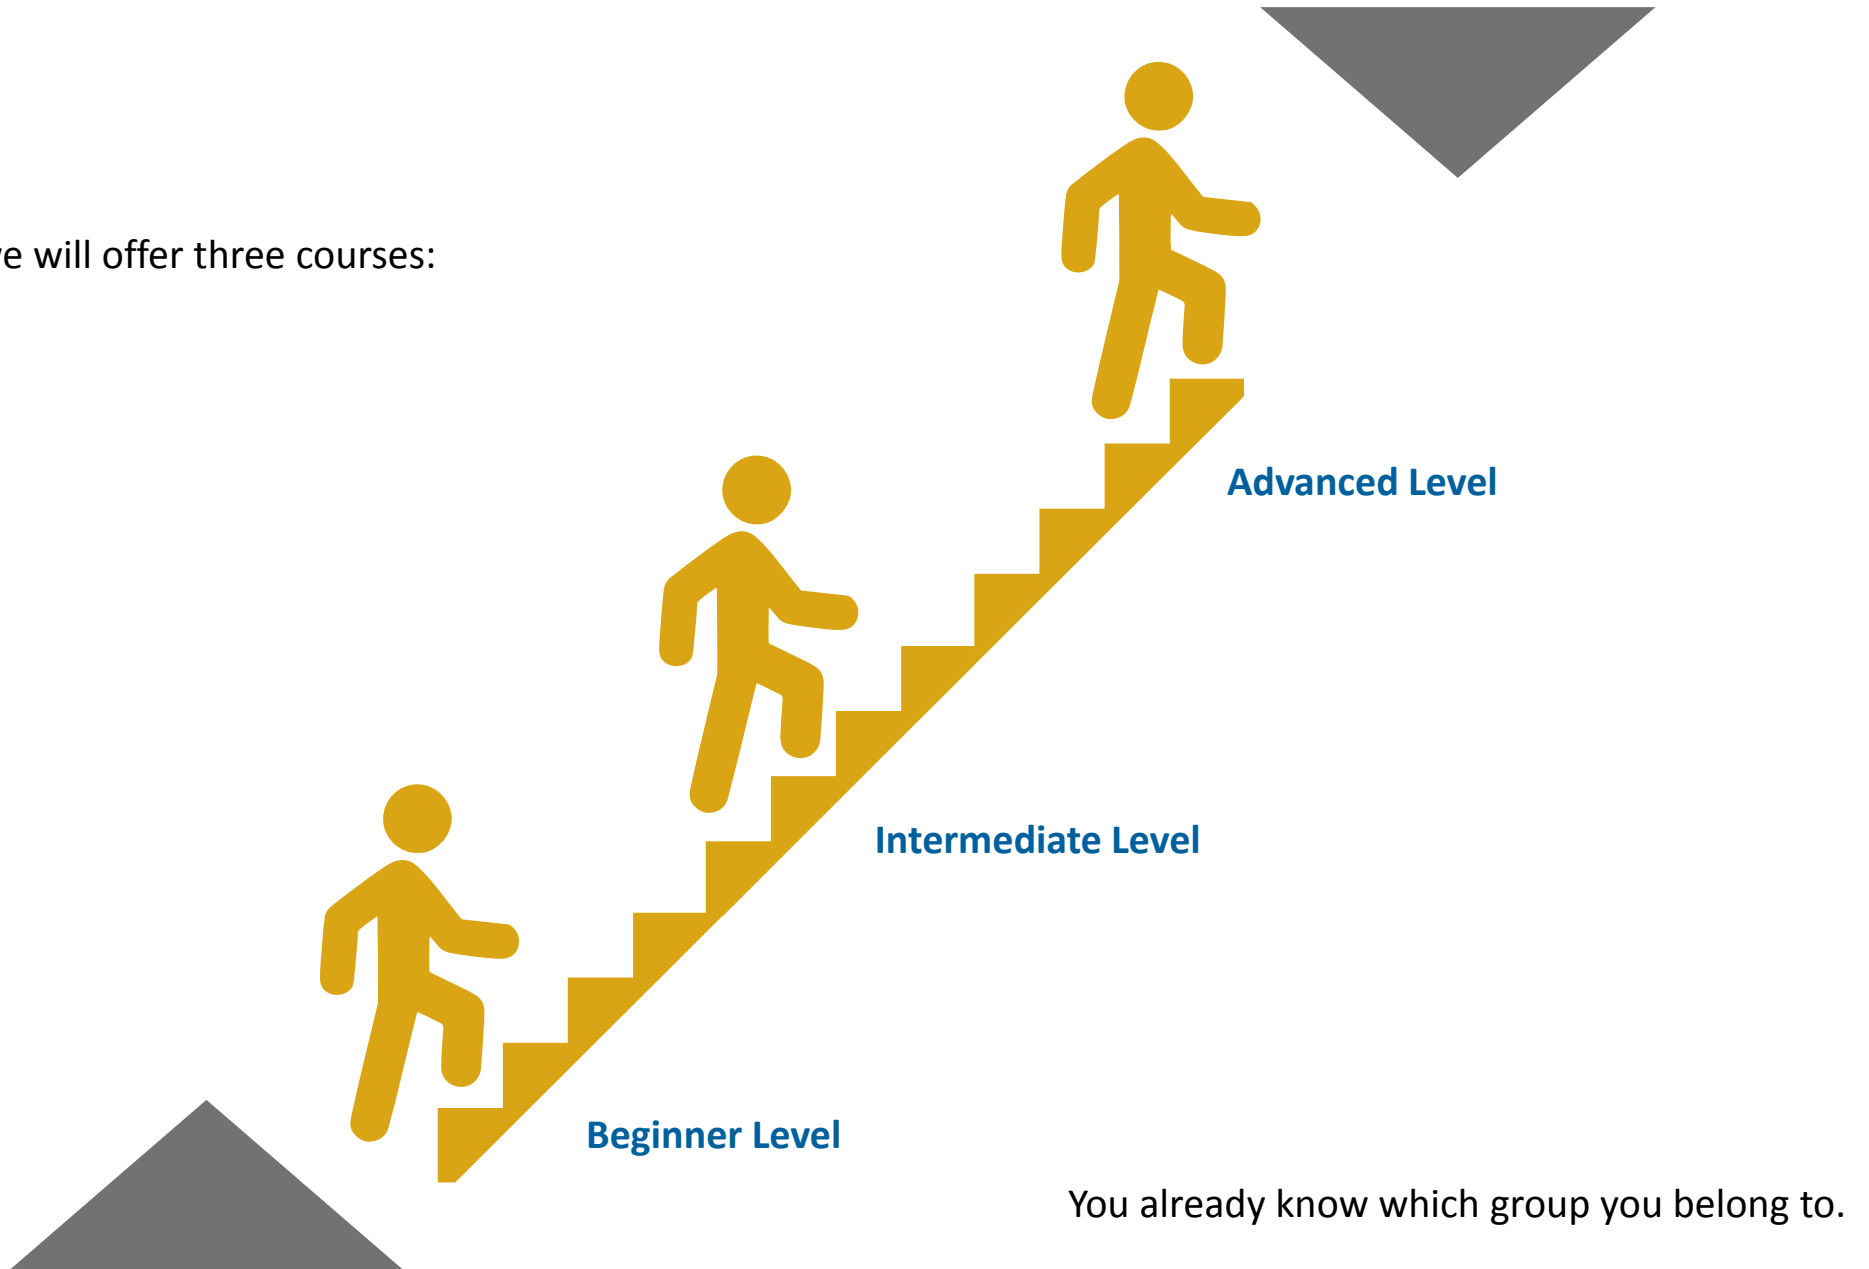 will offer three courses:
Advanced Level
Intermediate Level
Beginner Level
You already know which group you belong to.